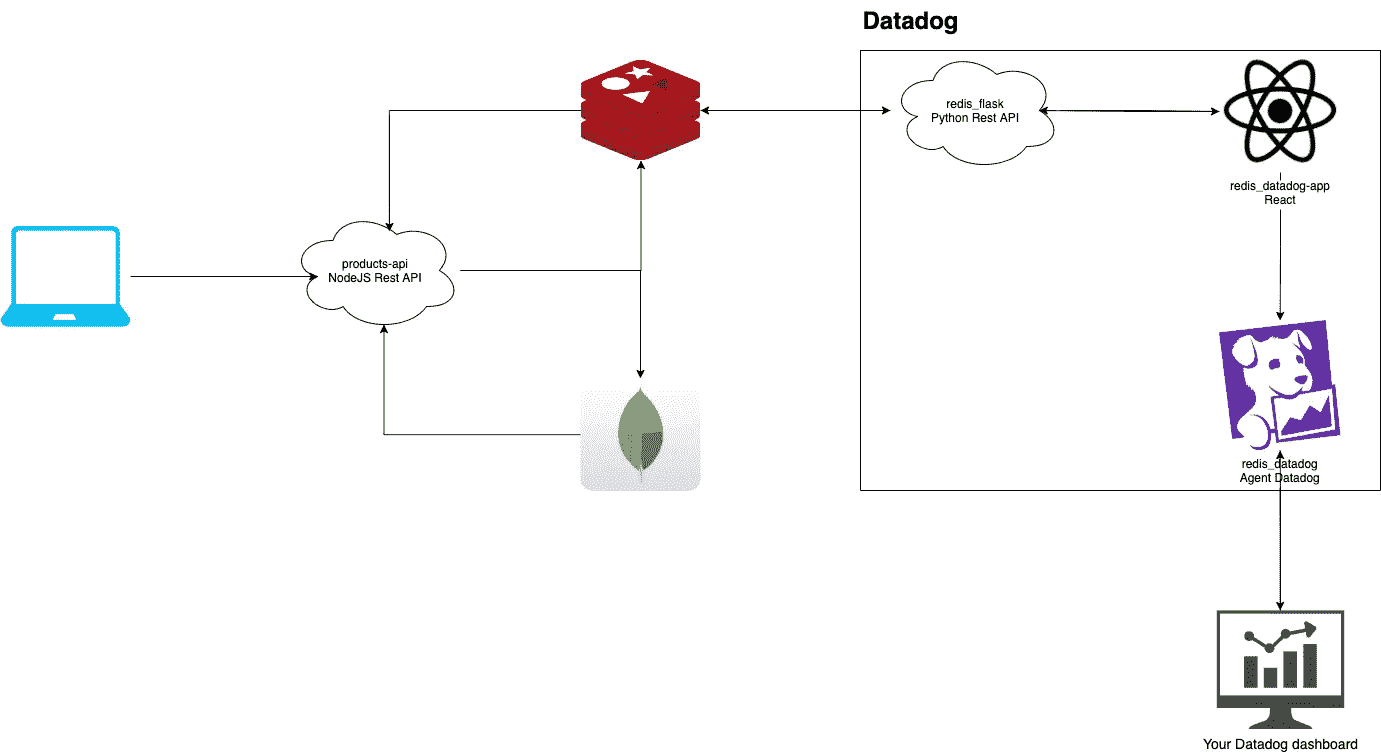 Datadog
redis_flask
Python Rest API
redis_datadog-app
React
products-api
NodeJS Rest API
redis_datadog
Agent Datadog
Your Datadog dashboard